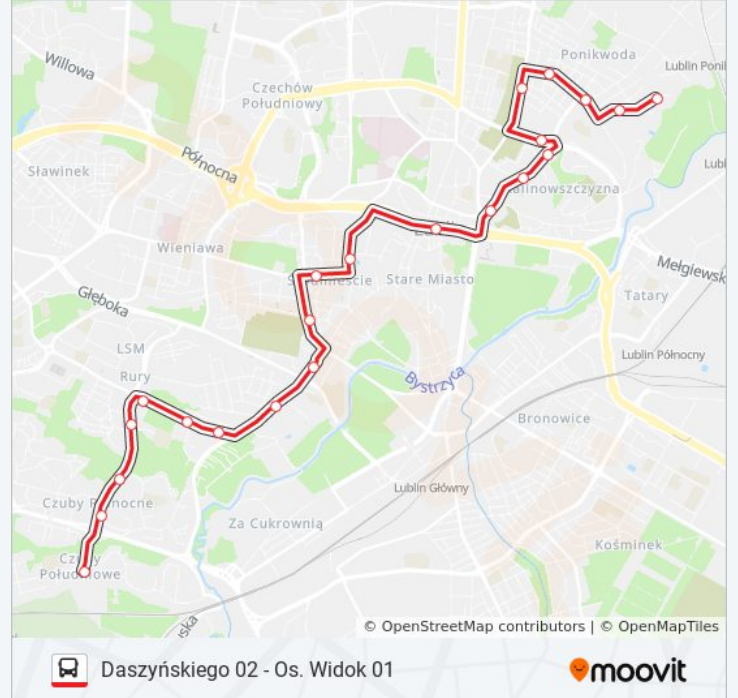 Ponikwoda
Willowa
Lublin Poni
Czechów
Południowy
Północna
Sławinek
Kalinowszczyzna
Wieniawa
Mełgiewsk
Głęboka
Stare Miasto
Tatary
LSM
Rury
Lublin Północny
Bystrzyca
Bronowice
Lublin Główny
Czuby Północne
Za Cukrownią
Kośminek
Czuby
Południowe
ska
© OpenStreetMap contributors | © OpenMapTiles
Daszyńskiego 02 - Os. Widok 01
moovit